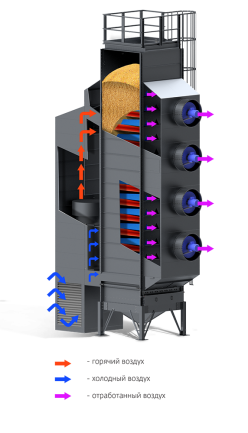 - горячий воздух
- холодный воздух
- отработанный воздух